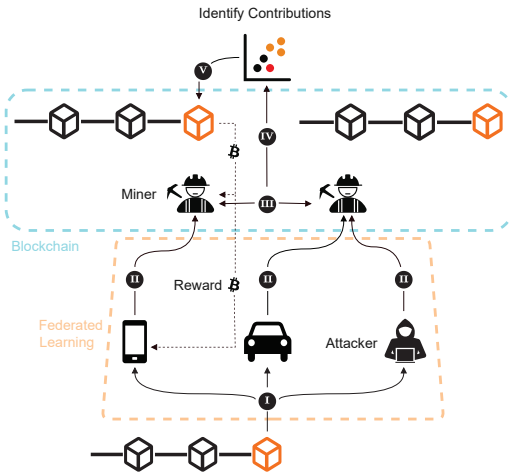 Identify Contributions
V
IV
Miner
III
Blockchain
II
Reward
II
II
Federated
Learning
Attacker
I